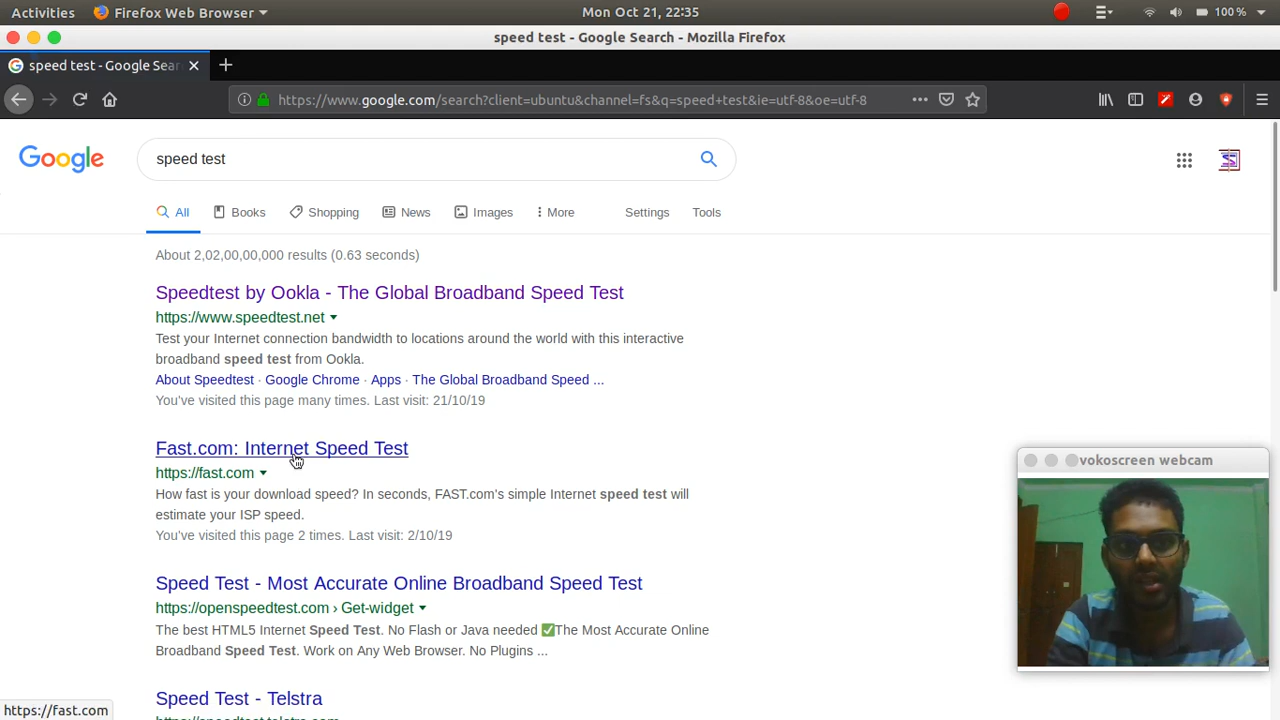 Activities Firefox Web Browser Mon Oct 21, 22:35 100%
speed test - Google Search - Mozilla Firefox
speed test - Google Sear
https://www.google.com/search?client=ubuntu&channel=fs&q=speed+test&ie=utf-8&oe=utf-8
Google speed test
All Books Shopping News Images More Settings Tools
About 2,02,00,00,000 results (0.63 seconds)
Speedtest by Ookla - The Global Broadband Speed Test
https://www.speedtest.net
Test your Internet connection bandwidth to locations around the world with this interactive
broadband speed test from Ookla.
About Speedtest · Google Chrome · Apps · The Global Broadband Speed ...
You've visited this page many times. Last visit: 21/10/19
Fast.com: Internet Speed Test
https://fast.com
How fast is your download speed? In seconds, FAST.com's simple Internet speed test will
estimate your ISP speed.
You've visited this page 2 times. Last visit: 2/10/19
Speed Test - Most Accurate Online Broadband Speed Test
https://openspeedtest.com › Get-widget
The best HTML5 Internet Speed Test. No Flash or Java needed ✅The Most Accurate Online
Broadband Speed Test. Work on Any Web Browser. No Plugins ...
Speed Test - Telstra
https://speedtest.telstra.com
vokoscreen webcam
https://fast.com